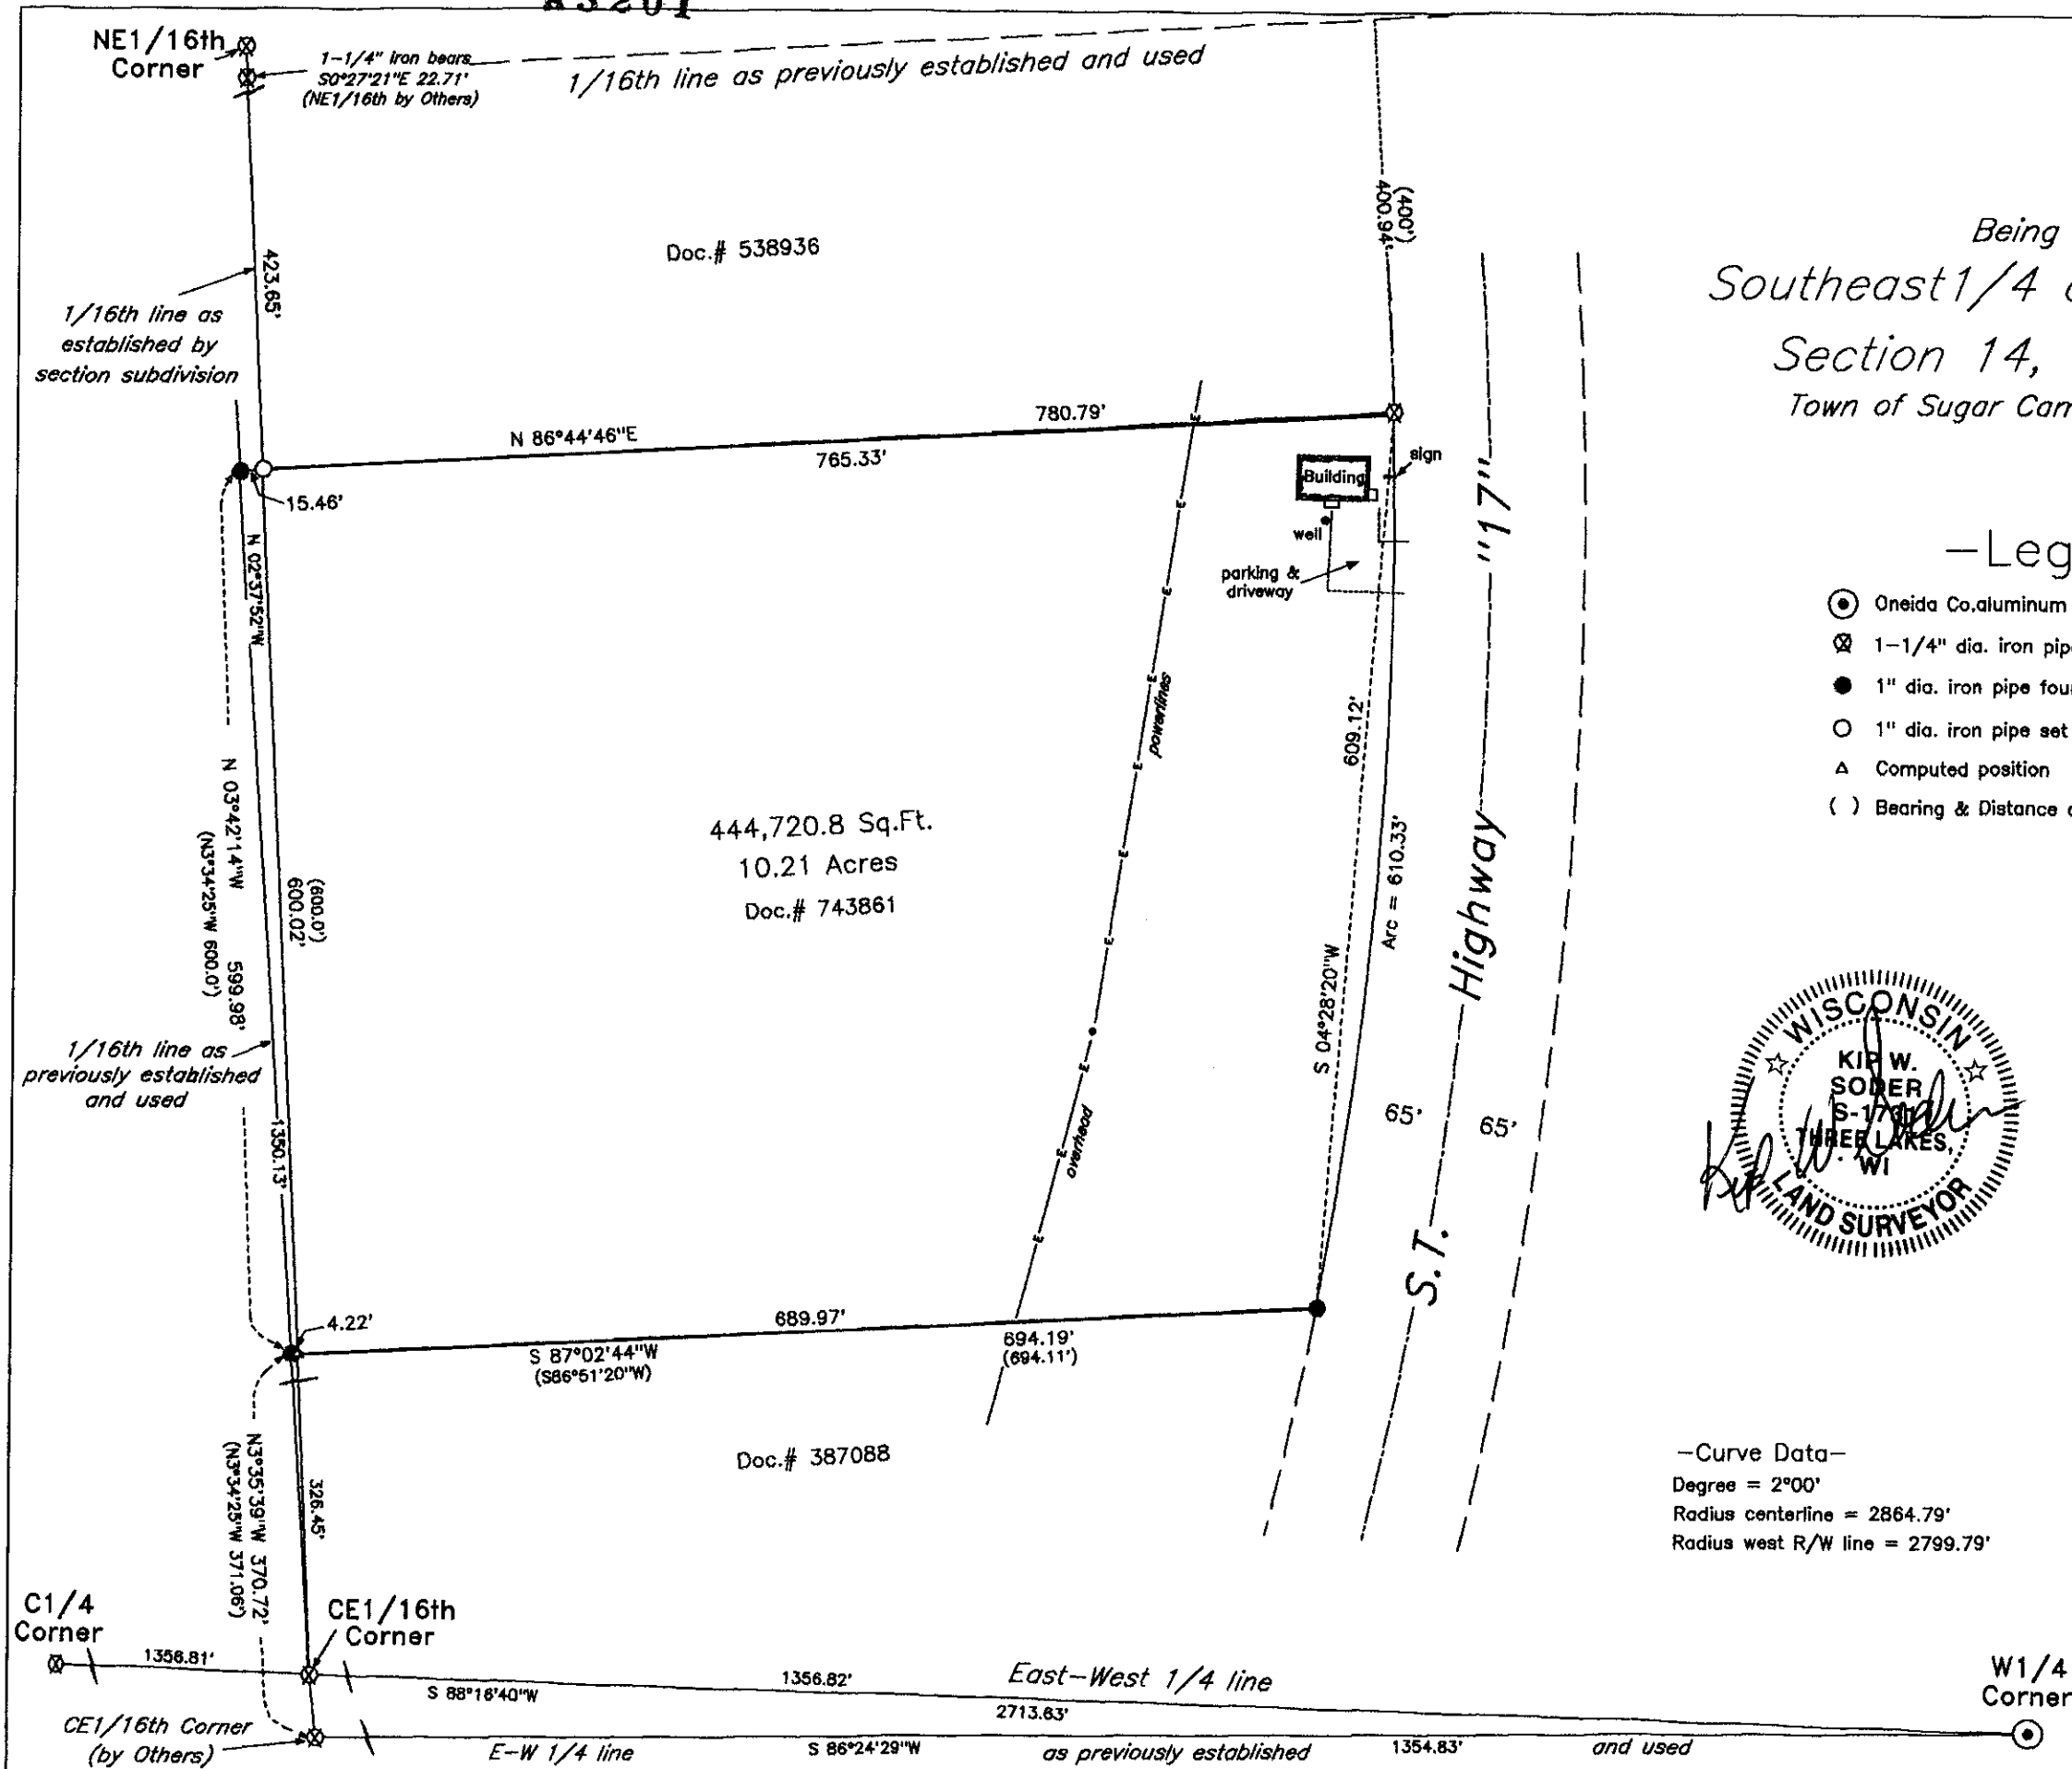 A3201
NE1/16th
Corner
1-1/4" iron bears
S0°27'21"E 22.71'
(NE1/16th by Others)
1/16th line as previously established and used
(400')
400.94'
Doc.# 538936
423.65'
1/16th line as
established by
section subdivision
Being
Southeast1/4
Section 14,
Town of Sugar Cam
N 86°44'46"E
780.79'
765.33'
15.46'
sign
Building
well
parking &
driveway
"17"
Highway
S.T.
-Leg
Oneida Co.aluminum
1-1/4" dia. iron pip
1" dia. iron pipe fou
1" dia. iron pipe set
Computed position
( ) Bearing & Distance
N 02°37'52"W
N 03°42'14"W 599.98'
(N3°34'25"W 600.0')
(600.0')
600.02'
powerlines
E
609.12'
Arc = 610.33'
S 04°28'20"W
444,720.8 Sq.Ft.
10.21 Acres
Doc.# 743861
1/16th line as
previously established
and used
1350.13'
overhead
65'
65'
WISCONSIN
KIP W.
SODER
THREE LAKES,
WI
LAND SURVEYOR
Kip W. Soder
4.22'
689.97'
S 87°02'44"W
(S86°51'20"W)
694.19'
(694.11')
Doc.# 387088
326.45'
N3°35'39"W 370.72'
(N3°34'25"W 371.06')
-Curve Data-
Degree = 2°00'
Radius centerline = 2864.79'
Radius west R/W line = 2799.79'
C1/4
Corner
CE1/16th
Corner
1356.81'
S 88°16'40"W
1356.82'
East-West 1/4 line
2713.63'
W1/4
Corner
CE1/16th Corner
(by Others)
E-W 1/4 line
S 86°24'29"W
as previously established
1354.83'
and used